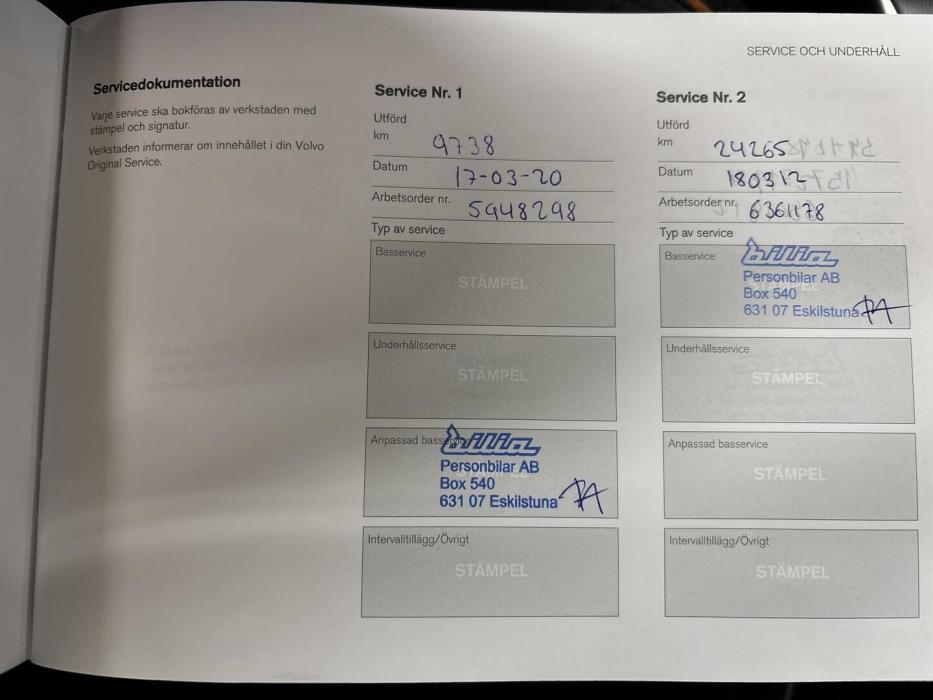 SERVICE OCH UNDERHÅLL
Servicedokumentation
Varje service ska bokföras av verkstaden med
stämpel och signatur.
Verkstaden informerar om innehållet i din Volvo
Original Service.
Service Nr. 1
Utförd
km 9738
Datum 17-03-20
Arbetsorder nr. 5948298
Typ av service
Basservice
STÄMPEL
Underhållsservice
STÄMPEL
Anpassad basservice
bilia
Personbilar AB
Box 540
631 07 Eskilstuna
Intervalltillägg/Övrigt
STÄMPEL
Service Nr. 2
Utförd
km 24265
Datum 180312
Arbetsorder nr. 6361178
Typ av service
Basservice
bilia
Personbilar AB
Box 540
631 07 Eskilstuna
Underhållsservice
STÄMPEL
Anpassad basservice
STÄMPEL
Intervalltillägg/Övrigt
STÄMPEL